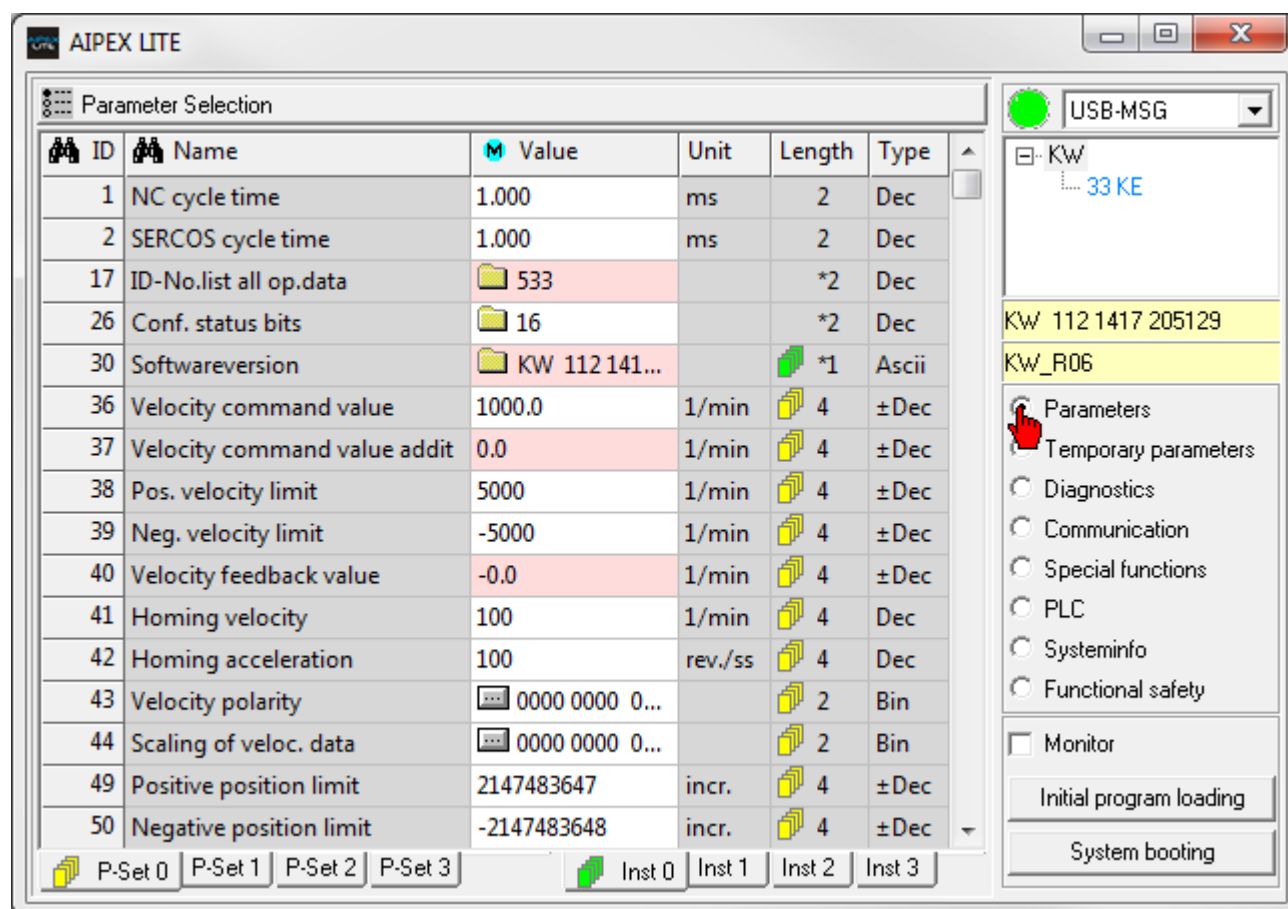 AIPEX LITE
Parameter Selection
ID Name Value Unit Length Type
1 NC cycle time 1.000 ms 2 Dec
2 SERCOS cycle time 1.000 ms 2 Dec
17 ID-No.list all op.data 533 *2 Dec
26 Conf. status bits 16 *2 Dec
30 Softwareversion KW 112 141... *1 Ascii
36 Velocity command value 1000.0 1/min 4 ±Dec
37 Velocity command value addit 0.0 1/min 4 ±Dec
38 Pos. velocity limit 5000 1/min 4 ±Dec
39 Neg. velocity limit -5000 1/min 4 ±Dec
40 Velocity feedback value -0.0 1/min 4 ±Dec
41 Homing velocity 100 1/min 4 Dec
42 Homing acceleration 100 rev./ss 4 Dec
43 Velocity polarity 0000 0000 0... 2 Bin
44 Scaling of veloc. data 0000 0000 0... 2 Bin
49 Positive position limit 2147483647 incr. 4 ±Dec
50 Negative position limit -2147483648 incr. 4 ±Dec
P-Set 0 P-Set 1 P-Set 2 P-Set 3 Inst 0 Inst 1 Inst 2 Inst 3
USB-MSG
KW
33 KE
KW 112 1417 205129
KW_R06
Parameters
Temporary parameters
Diagnostics
Communication
Special functions
PLC
Systeminfo
Functional safety
Monitor
Initial program loading
System booting